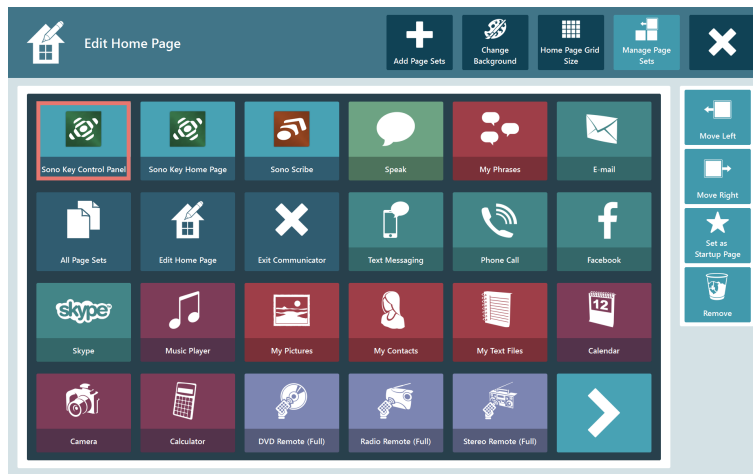 Edit Home Page
Add Page Sets
Change
Background
Home Page Grid
Size
Manage Page
Sets
Sono Key Control Panel
Sono Key Home Page
Sono Scribe
Speak
My Phrases
E-mail
All Page Sets
Edit Home Page
Exit Communicator
Text Messaging
Phone Call
Facebook
skype
Skype
Music Player
My Pictures
My Contacts
My Text Files
12
Calendar
Camera
Calculator
DVD Remote (Full)
Radio Remote (Full)
Stereo Remote (Full)
Move Left
Move Right
Set as
Startup Page
Remove